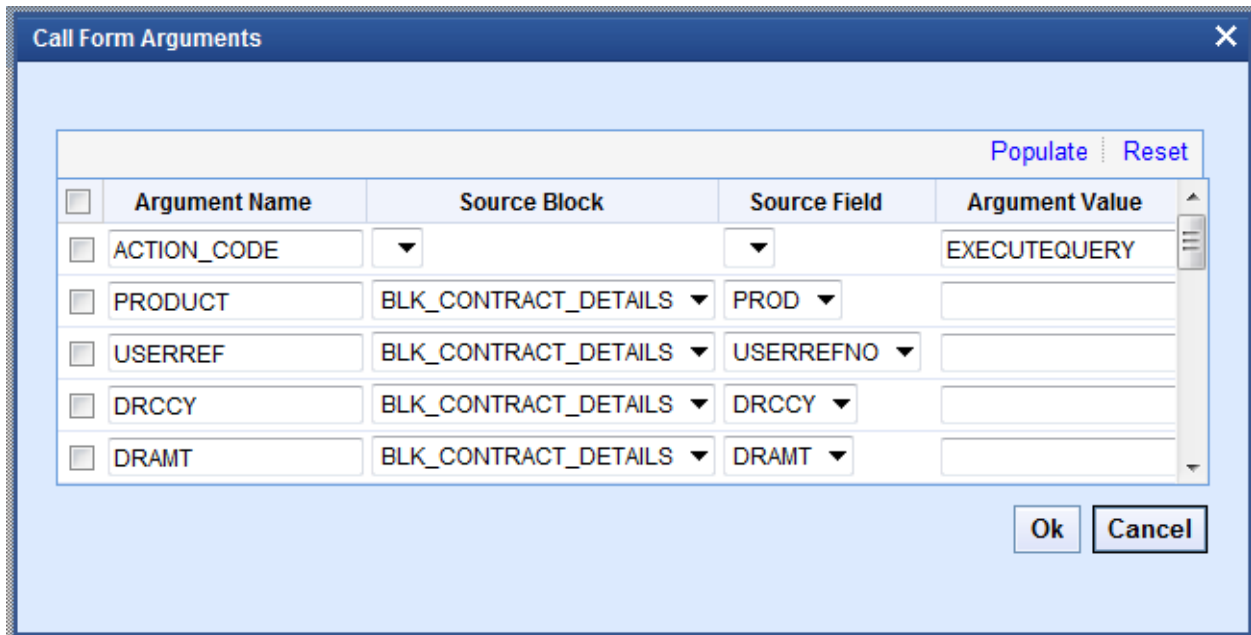 Call Form Arguments
Populate Reset
Argument Name Source Block Source Field Argument Value
ACTION_CODE EXECUTEQUERY
PRODUCT BLK_CONTRACT_DETAILS PROD
USERREF BLK_CONTRACT_DETAILS USERREFNO
DRCCY BLK_CONTRACT_DETAILS DRCCY
DRAMT BLK_CONTRACT_DETAILS DRAMT
Ok Cancel